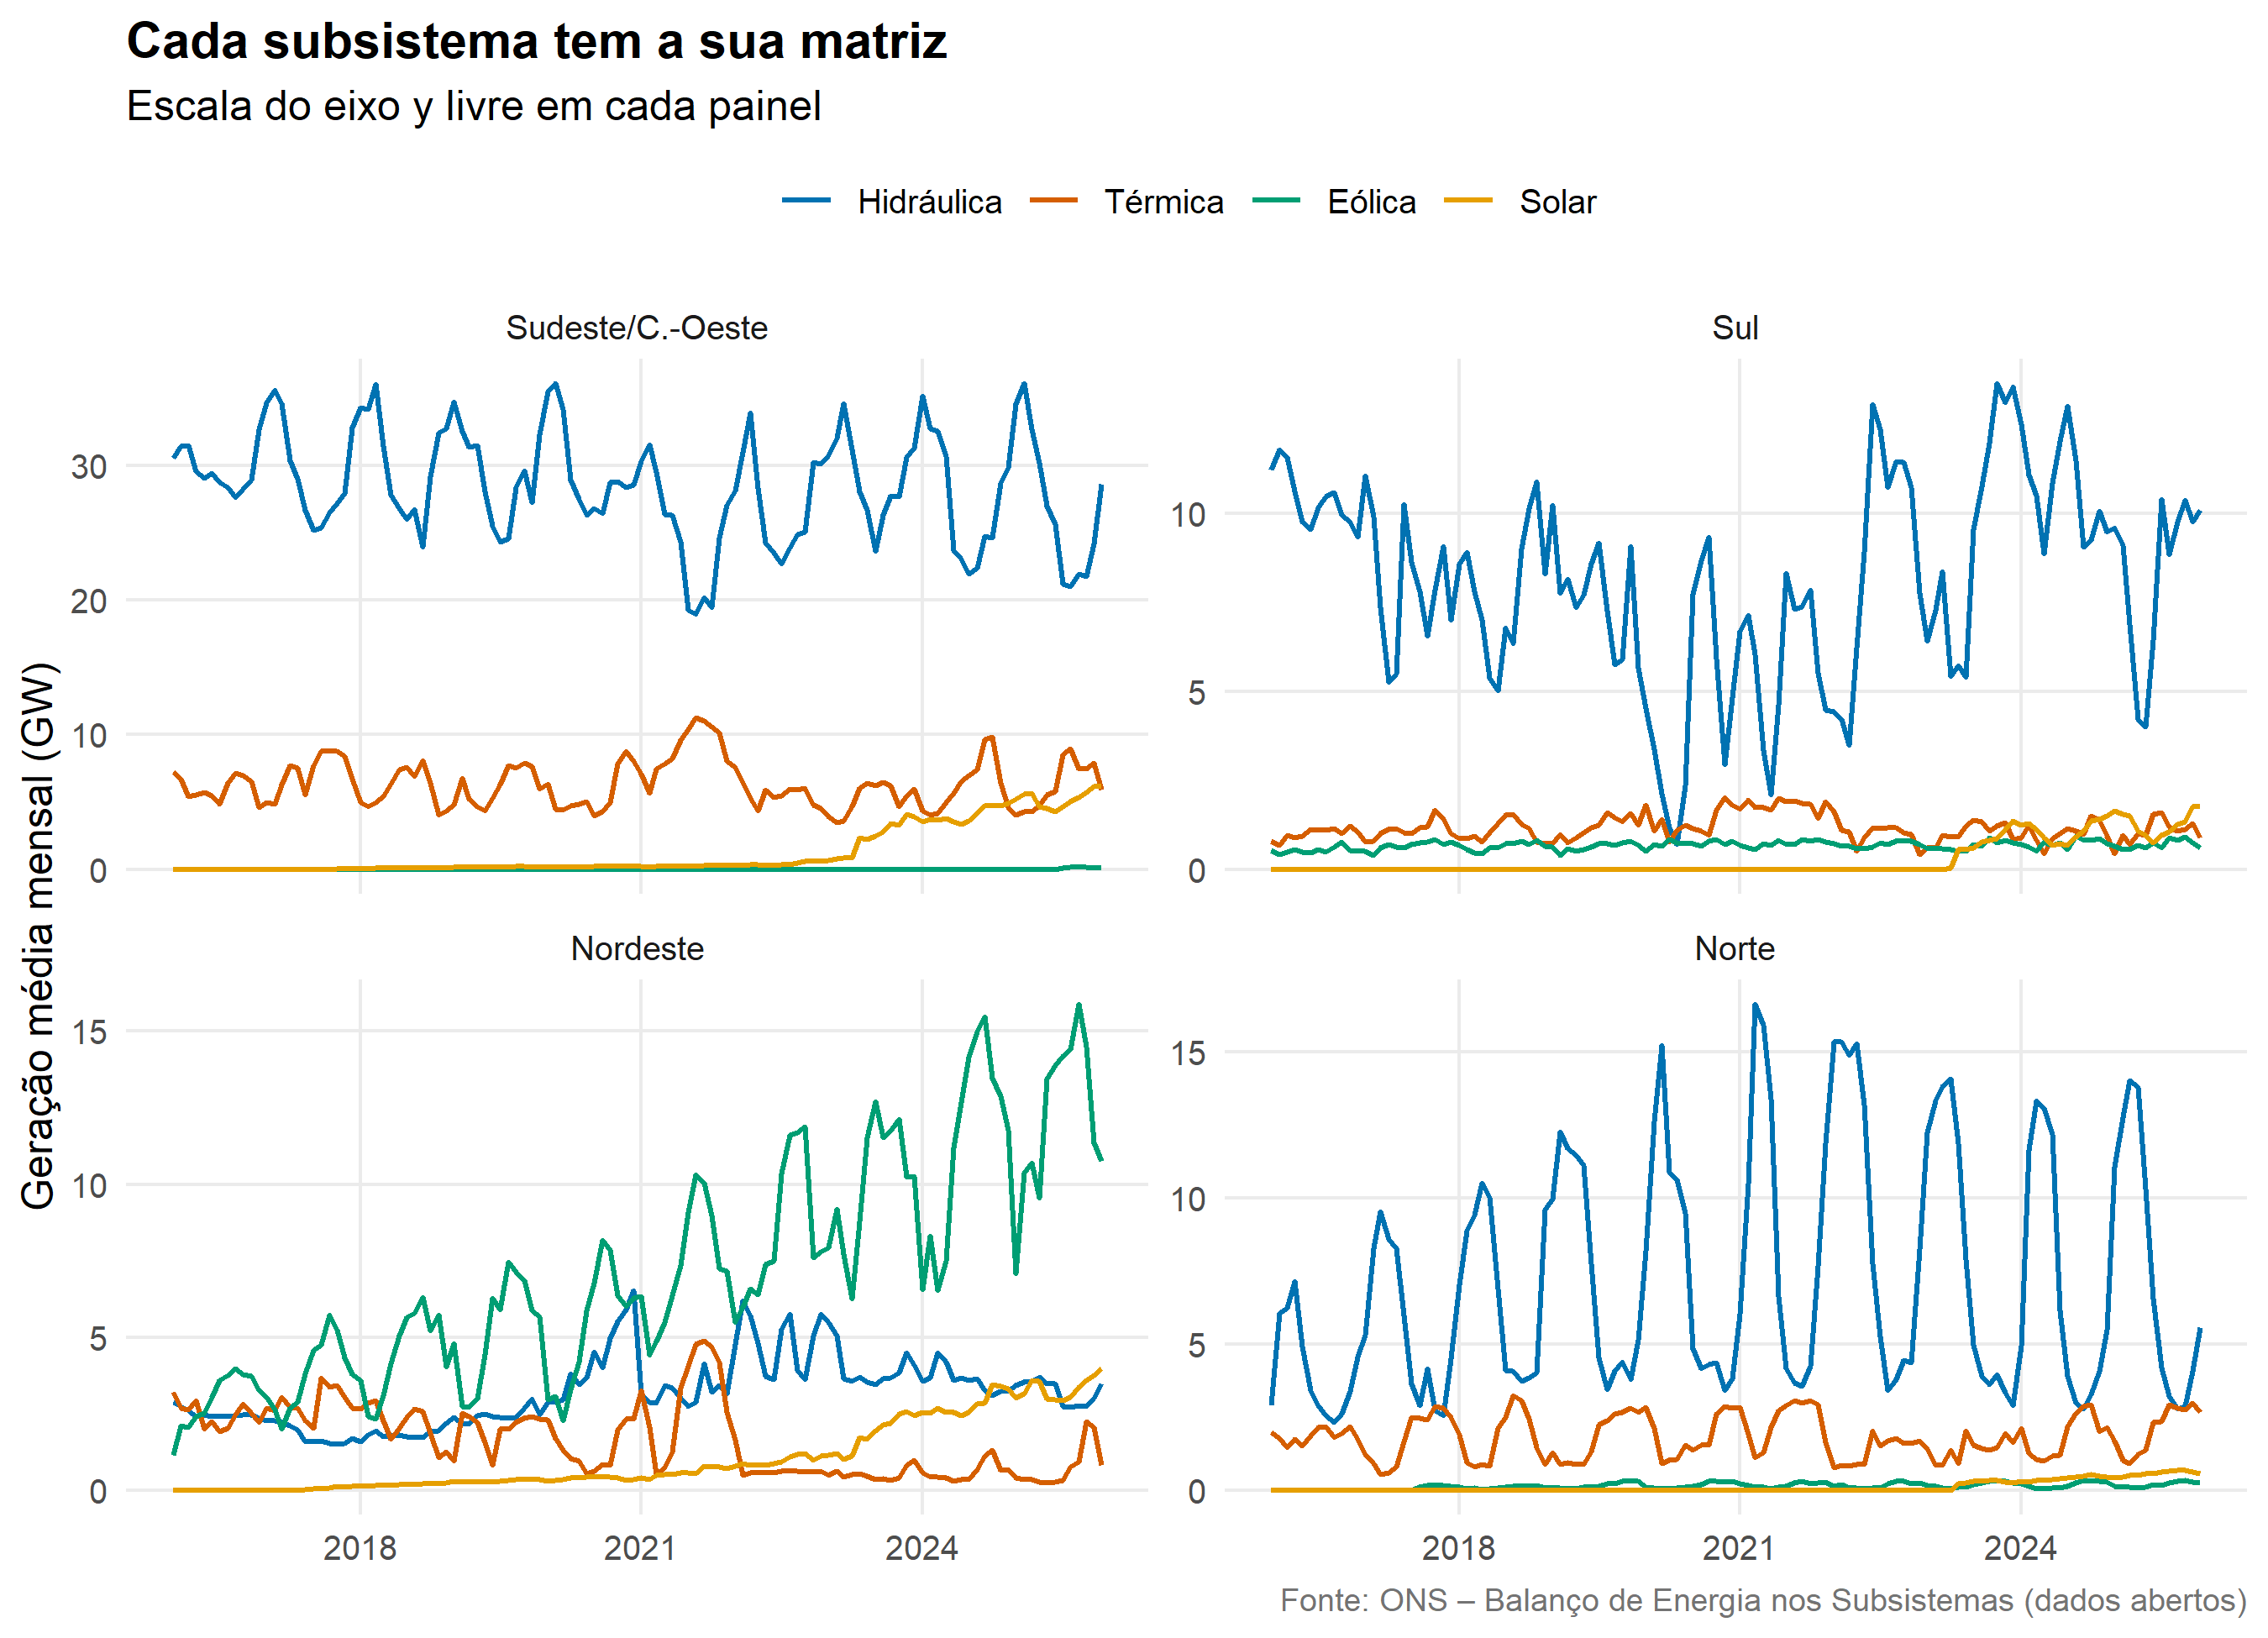 Cada subsistema tem a sua matriz
Escala do eixo y livre em cada painel
Hidráulica Térmica Eólica Solar
Sudeste/C.-Oeste
30
20
10
0
Sul
10
5
0
Geração média mensal (GW)
Nordeste
15
10
5
0
2018 2021 2024
Norte
15
10
5
0
2018 2021 2024
Fonte: ONS – Balanço de Energia nos Subsistemas (dados abertos)